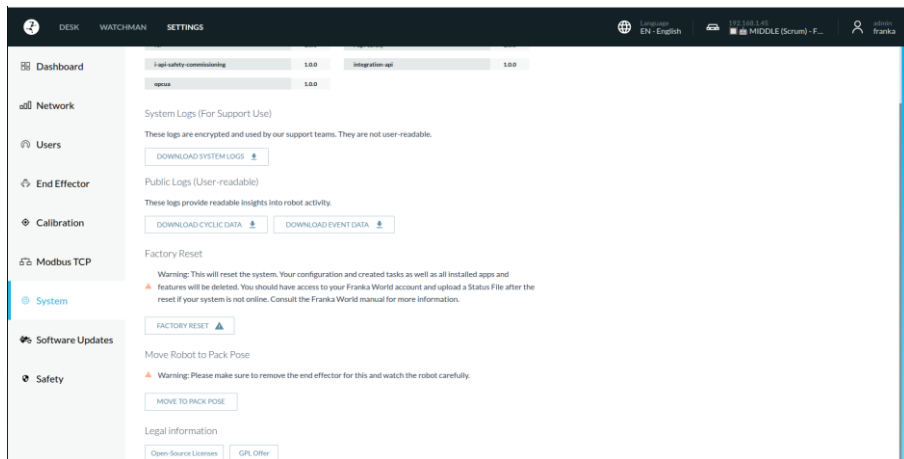 DESK WATCHMAN SETTINGS
Language
EN - English
192.168.1.45
MIDDLE (Scrum) - F...
admin
franka
Dashboard
Network
Users
End Effector
Calibration
Modbus TCP
System
Software Updates
Safety
i-api-safety-commissioning 1.0.0 integration-api 1.0.0
opcua 1.0.0
System Logs (For Support Use)
These logs are encrypted and used by our support teams. They are not user-readable.
DOWNLOAD SYSTEM LOGS
Public Logs (User-readable)
These logs provide readable insights into robot activity.
DOWNLOAD CYCLIC DATA DOWNLOAD EVENT DATA
Factory Reset
Warning: This will reset the system. Your configuration and created tasks as well as all installed apps and
features will be deleted. You should have access to your Franka World account and upload a Status File after the
reset if your system is not online. Consult the Franka World manual for more information.
FACTORY RESET
Move Robot to Pack Pose
Warning: Please make sure to remove the end effector for this and watch the robot carefully.
MOVE TO PACK POSE
Legal information
Open-Source Licenses GPL Offer